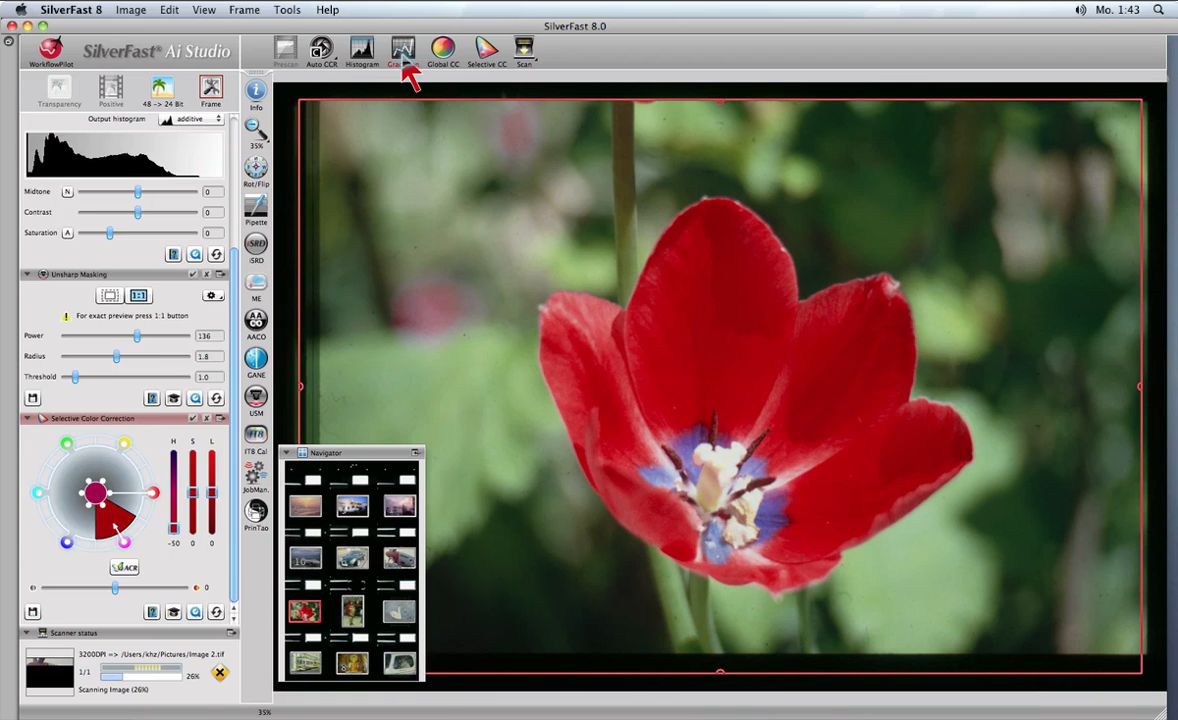 SilverFast 8 Image Edit View Frame Tools Help Mo. 1:43
SilverFast 8.0
WorkflowPilot
SilverFast® Ai Studio
Prescan Auto CCR Histogram Global CC Selective CC Scan
Transparency Positive 48 -> 24 Bit Frame
Output histogram additive
Midtone N 0
Contrast 0
Saturation A 0
Unsharp Masking
1:1
For exact preview press 1:1 button
Power 136
Radius 1.8
Threshold 1.0
Selective Color Correction
H S L
-50 0 0
ACR
0
Scanner status
3200DPI => /Users/khz/Pictures/Image 2.tif
1/1 26%
Scanning Image (26%)
Info
35%
Rot/Flip
Pipette
iSRD
iSRD
ME
AACO
GANE
USM
IT8
IT8 Cal
JobMan.
PrinTao
Navigator
35%